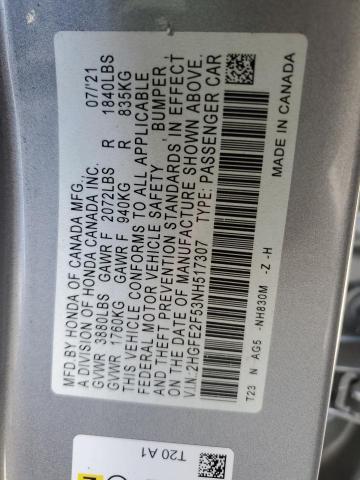 MFD BY HONDA OF CANADA MFG. 07/'21
A DIVISION OF HONDA CANADA INC.
GVWR 3880LBS GAWR F 2072LBS R 1840LBS
GVWR 1760KG GAWR F 940KG R 835KG
THIS VEHICLE CONFORMS TO ALL APPLICABLE
FEDERAL MOTOR VEHICLE SAFETY, BUMPER,
AND THEFT PREVENTION STANDARDS IN EFFECT
ON THE DATE OF MANUFACTURE SHOWN ABOVE.
V.I.N:2HGFE2F53NH517307 TYPE: PASSENGER CAR
T23 N AG5 -NH830M -Z -H MADE IN CANADA
T20 A1